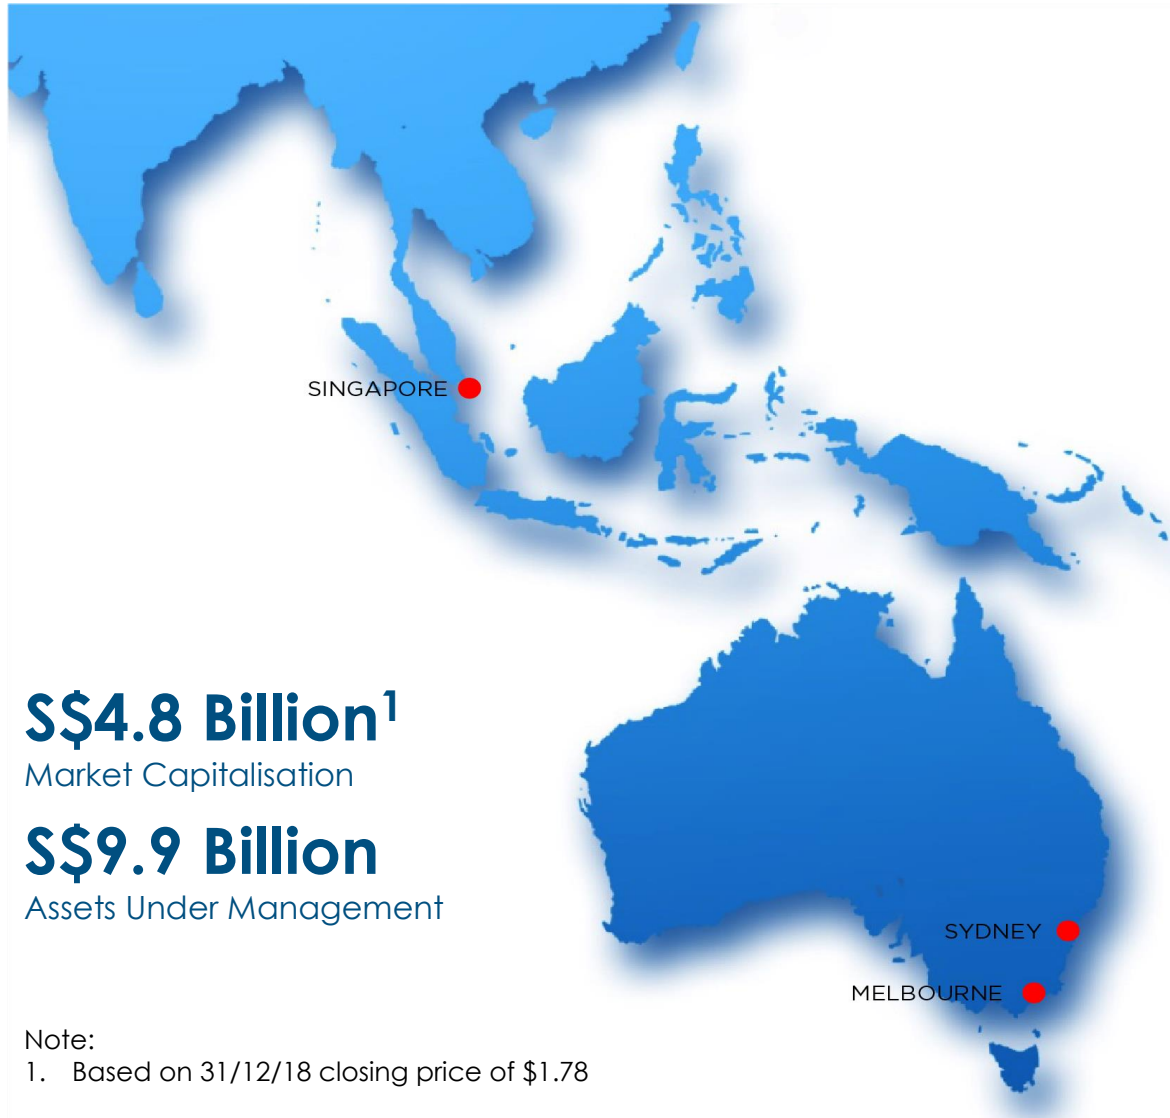 SINGAPORE
S$4.8 Billion¹
Market Capitalisation
S$9.9 Billion
Assets Under Management
SYDNEY
MELBOURNE
Note:
1. Based on 31/12/18 closing price of $1.78